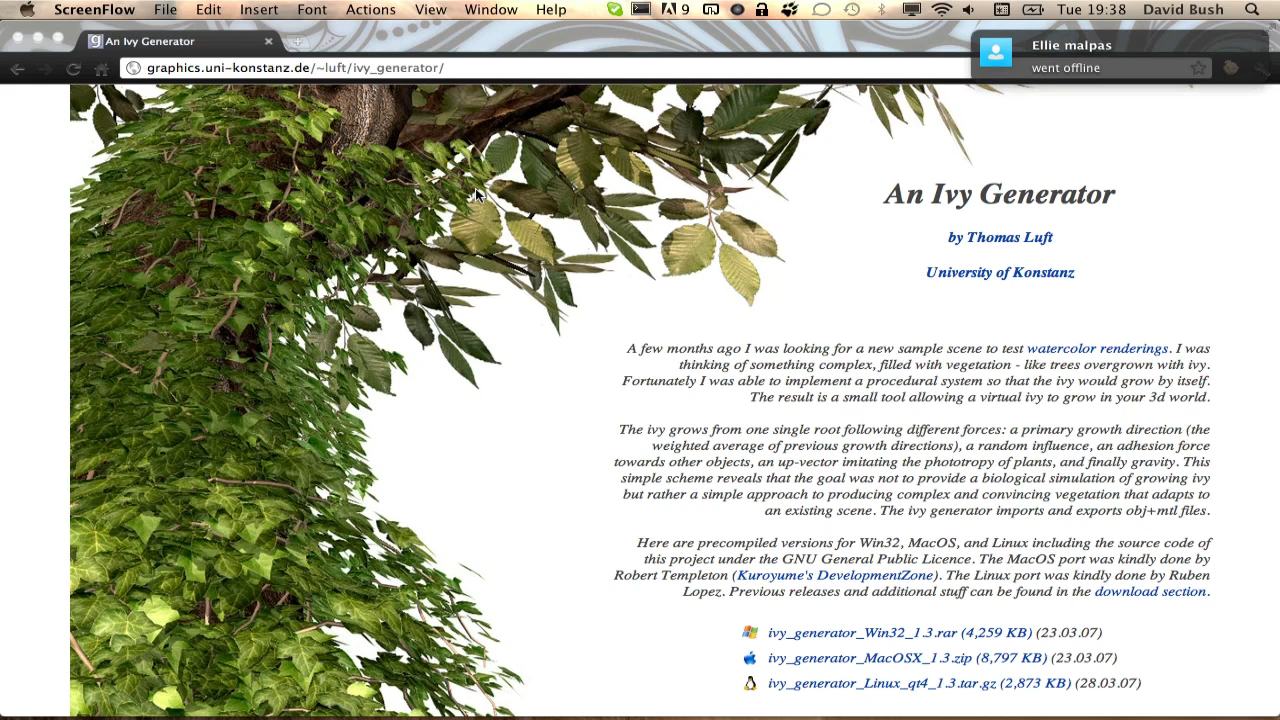 ScreenFlow File Edit Insert Font Actions View Window Help 9 Tue 19:38 David Bush
An Ivy Generator
Ellie malpas
went offline
graphics.uni-konstanz.de/~luft/ivy_generator/
An Ivy Generator
by Thomas Luft
University of Konstanz
A few months ago I was looking for a new sample scene to test watercolor renderings. I was
thinking of something complex, filled with vegetation - like trees overgrown with ivy.
Fortunately I was able to implement a procedural system so that the ivy would grow by itself.
The result is a small tool allowing a virtual ivy to grow in your 3d world.
The ivy grows from one single root following different forces: a primary growth direction (the
weighted average of previous growth directions), a random influence, an adhesion force
towards other objects, an up-vector imitating the phototropy of plants, and finally gravity. This
simple scheme reveals that the goal was not to provide a biological simulation of growing ivy
but rather a simple approach to producing complex and convincing vegetation that adapts to
an existing scene. The ivy generator imports and exports obj+mtl files.
Here are precompiled versions for Win32, MacOS, and Linux including the source code of
this project under the GNU General Public Licence. The MacOS port was kindly done by
Robert Templeton (Kuroyume's DevelopmentZone). The Linux port was kindly done by Ruben
Lopez. Previous releases and additional stuff can be found in the download section.
ivy_generator_Win32_1.3.rar (4,259 KB) (23.03.07)
ivy_generator_MacOSX_1.3.zip (8,797 KB) (23.03.07)
ivy_generator_Linux_qt4_1.3.tar.gz (2,873 KB) (28.03.07)